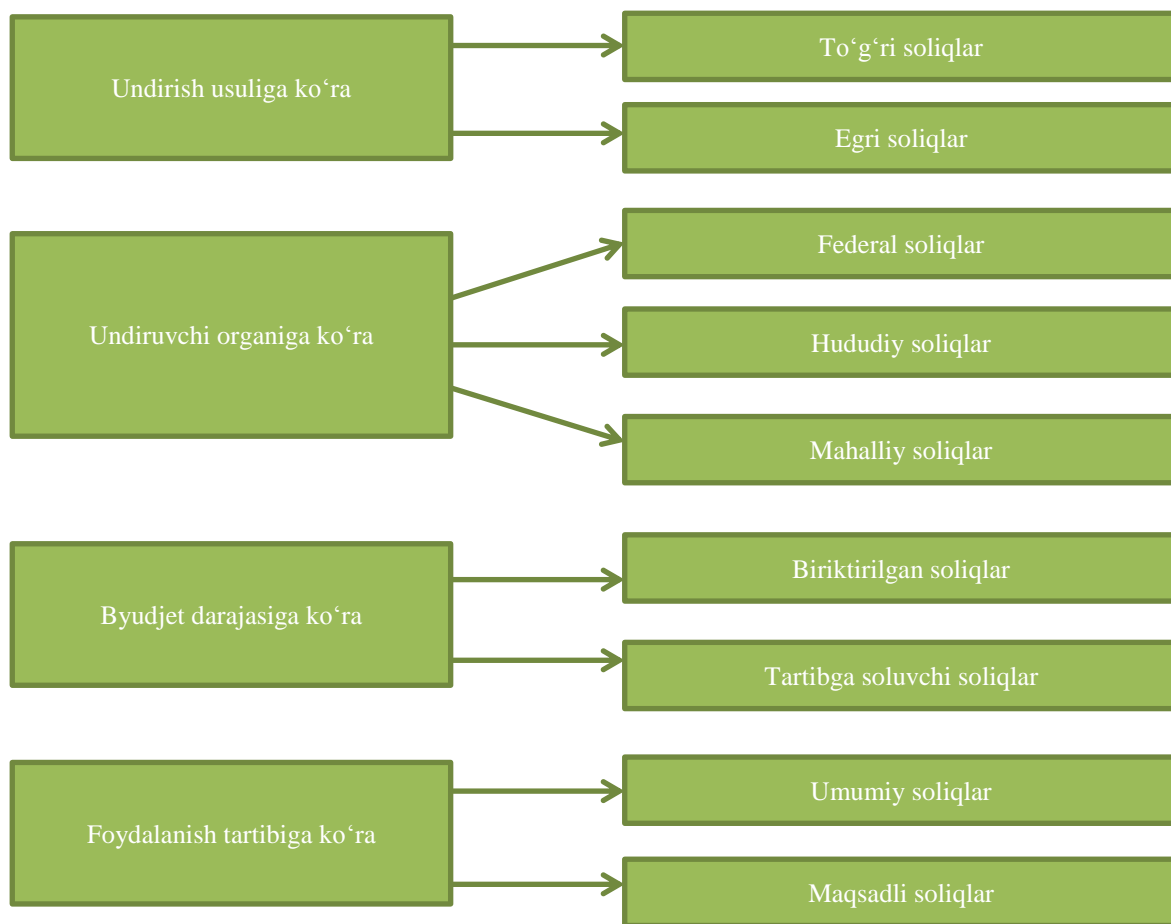 Undirish usuliga ko‘ra
To‘g‘ri soliqlar
Egri soliqlar
Undiruvchi organiga ko‘ra
Federal soliqlar
Hududiy soliqlar
Mahalliy soliqlar
Byudjet darajasiga ko‘ra
Biriktirilgan soliqlar
Tartibga soluvchi soliqlar
Foydalanish tartibiga ko‘ra
Umumiy soliqlar
Maqsadli soliqlar